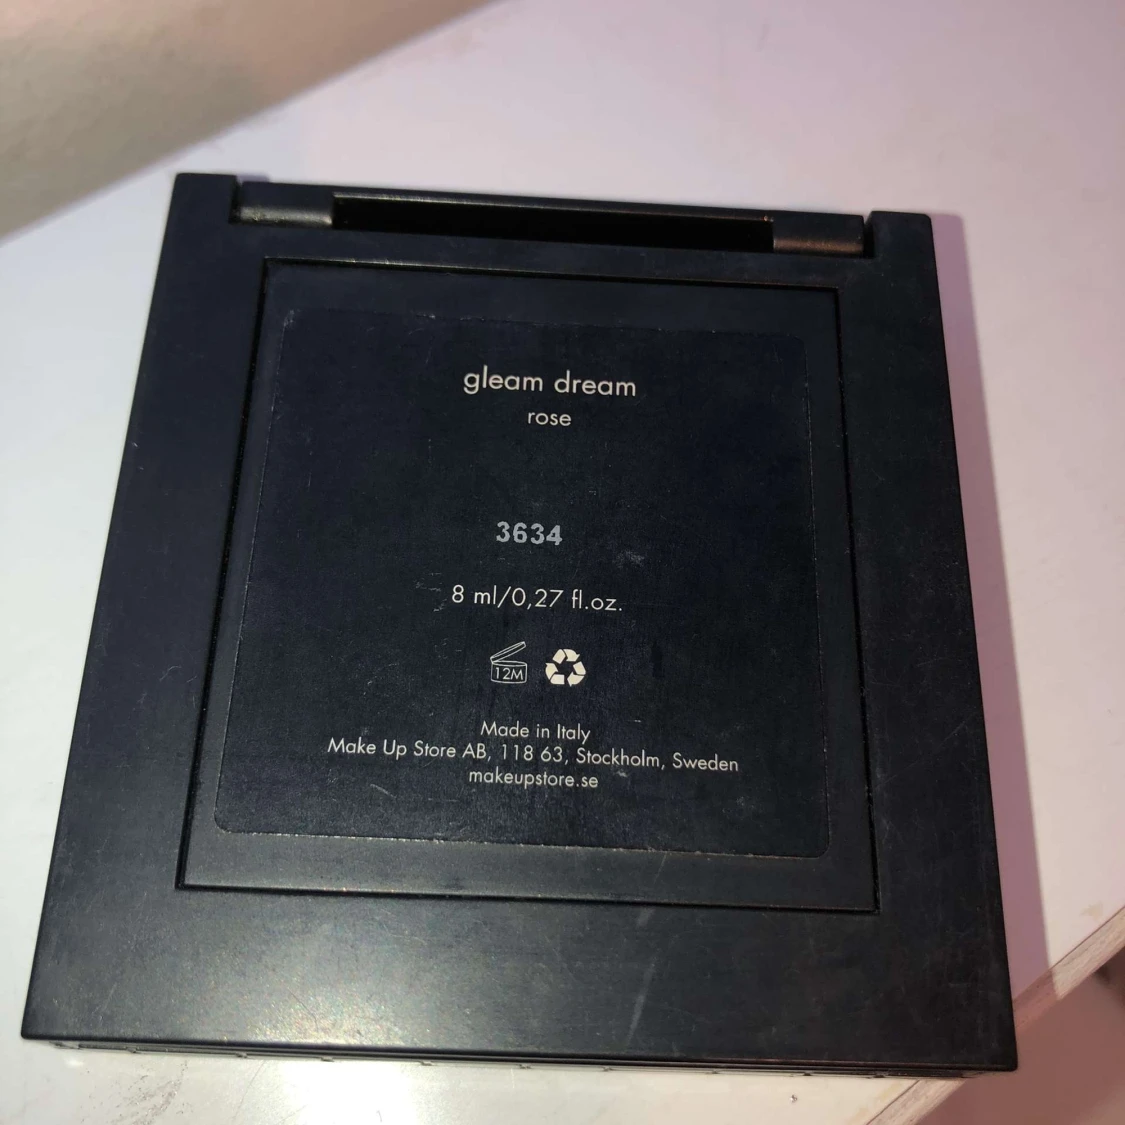 gleam dream
rose
3634
8 ml/0,27 fl.oz.
12M
Made in Italy
Make Up Store AB, 118 63, Stockholm, Sweden
makeupstore.se